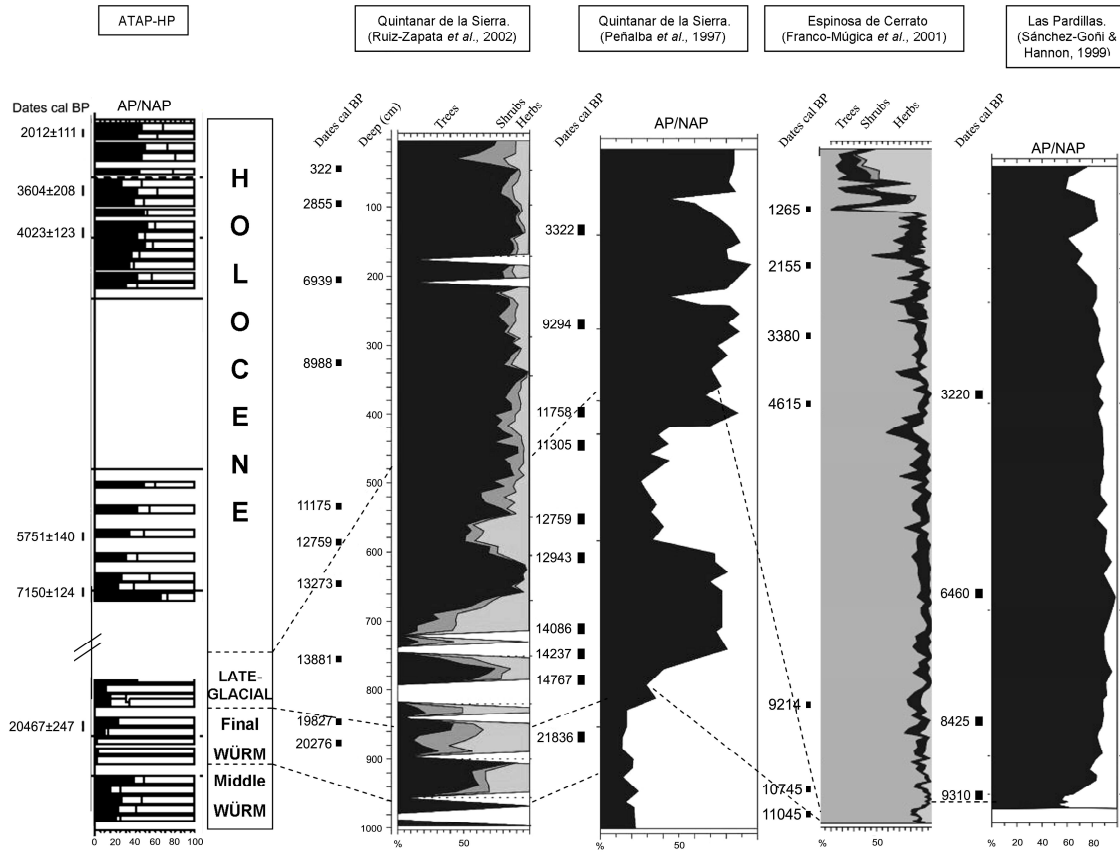 ATAP-HP
Quintanar de la Sierra.
(Ruiz-Zapata et al., 2002)
Quintanar de la Sierra.
(Peñalba et al., 1997)
Espinosa de Cerrato
(Franco-Múgica et al., 2001)
Las Pardillas.
(Sánchez-Goñi &
Hannon, 1999)
Dates cal BP
AP/NAP
2012±111
3604±208
4023±123
5751±140
7150±124
20467±247
0 20 40 60 80 100
HOLOCENE
LATE-
GLACIAL
Final
WÜRM
Middle
WÜRM
Dates cal BP
Deep (cm)
Trees
Shrubs
Herbs
322
2855
6939
8988
11175
12759
13273
13881
19827
20276
100
200
300
400
500
600
700
800
900
1000
% 50
AP/NAP
3322
9294
11758
11305
12759
12943
14086
14237
14767
21836
% 50
Dates cal BP
Trees
Shrubs
Herbs
1265
2155
3380
4615
9214
10745
11045
% 50
Dates cal BP
AP/NAP
3220
6460
8425
9310
% 20 40 60 80 100